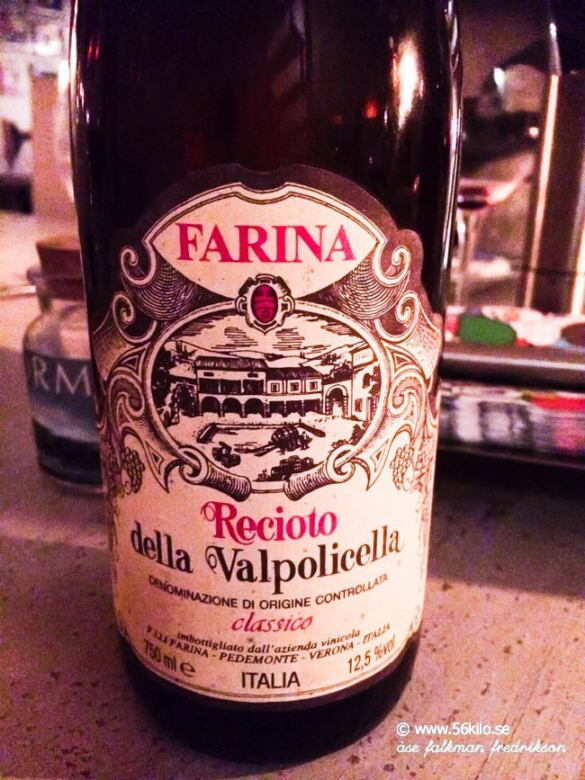 FARINA
RM
Recioto
della Valpolicella
DENOMINAZIONE DI ORIGINE CONTROLLATA
classico
imbottigliato dall'azienda vinicola
F.LLI FARINA - PEDEMONTE - VERONA - ITALIA
750 ml e 12,5 %vol
ITALIA
© www.56kilo.se
åse falkman fredrikson